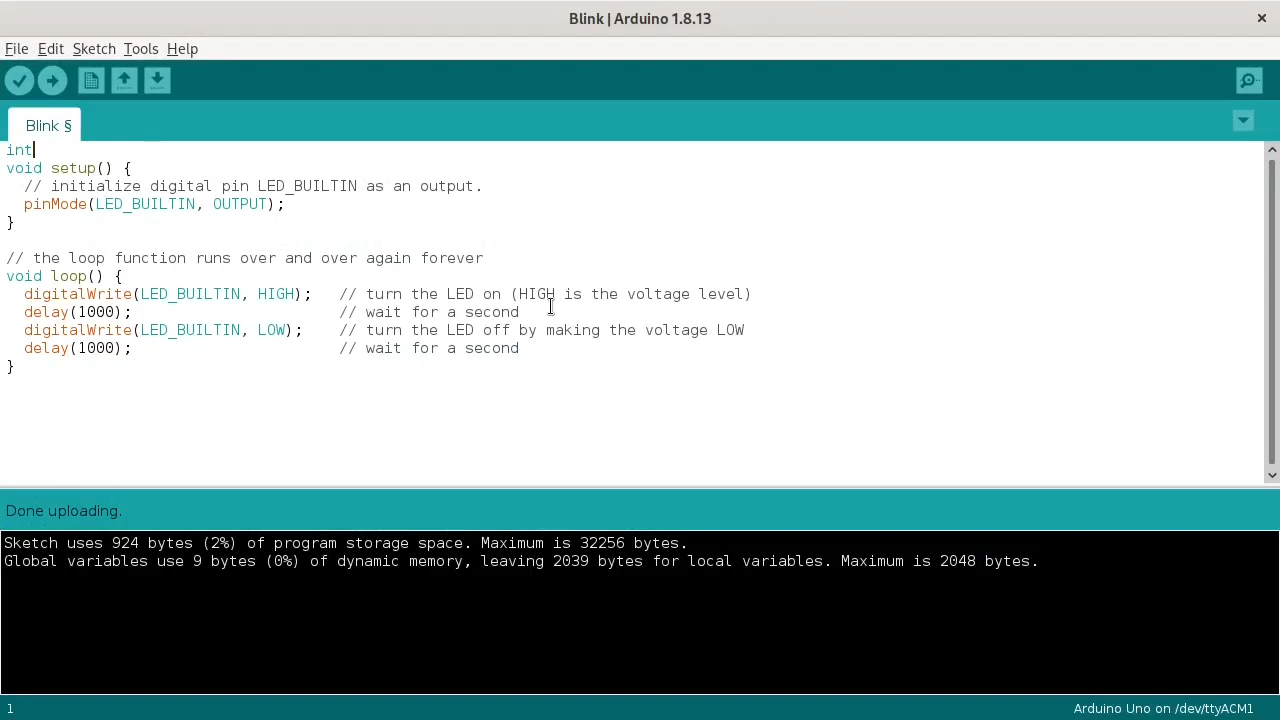 Blink | Arduino 1.8.13
File Edit Sketch Tools Help
Blink §
int
void setup() {
  // initialize digital pin LED_BUILTIN as an output.
  pinMode(LED_BUILTIN, OUTPUT);
}
// the loop function runs over and over again forever
void loop() {
  digitalWrite(LED_BUILTIN, HIGH);   // turn the LED on (HIGH is the voltage level)
  delay(1000);                       // wait for a second
  digitalWrite(LED_BUILTIN, LOW);    // turn the LED off by making the voltage LOW
  delay(1000);                       // wait for a second
}
Done uploading.
Sketch uses 924 bytes (2%) of program storage space. Maximum is 32256 bytes.
Global variables use 9 bytes (0%) of dynamic memory, leaving 2039 bytes for local variables. Maximum is 2048 bytes.
1 Arduino Uno on /dev/ttyACM1